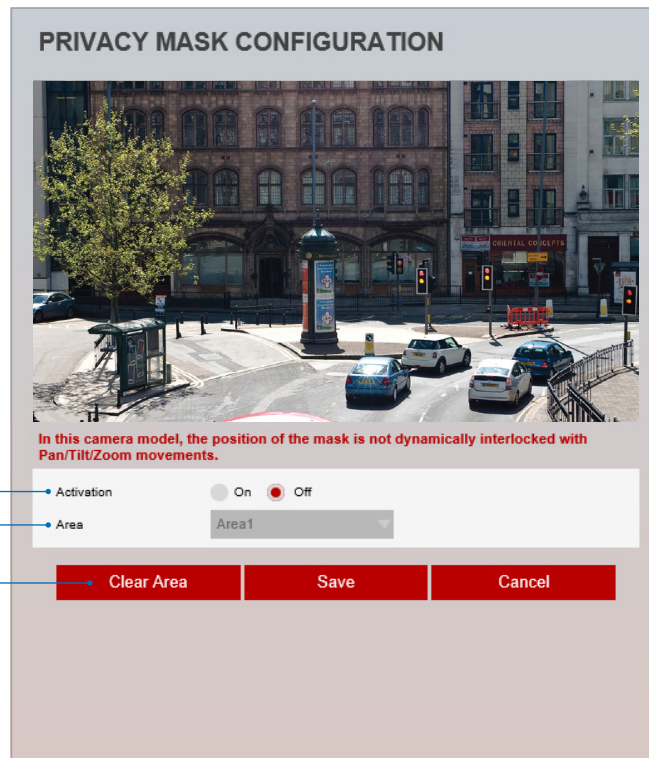 PRIVACY MASK CONFIGURATION
ORIENTAL CONCEPTS
In this camera model, the position of the mask is not dynamically interlocked with
Pan/Tilt/Zoom movements.
Activation On Off
Area Area1
Clear Area Save Cancel